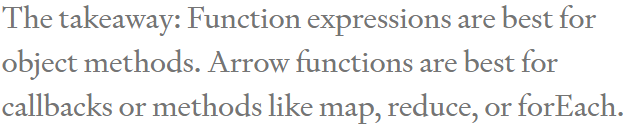 The takeaway: Function expressions are best for
object methods. Arrow functions are best for
callbacks or methods like map, reduce, or forEach.